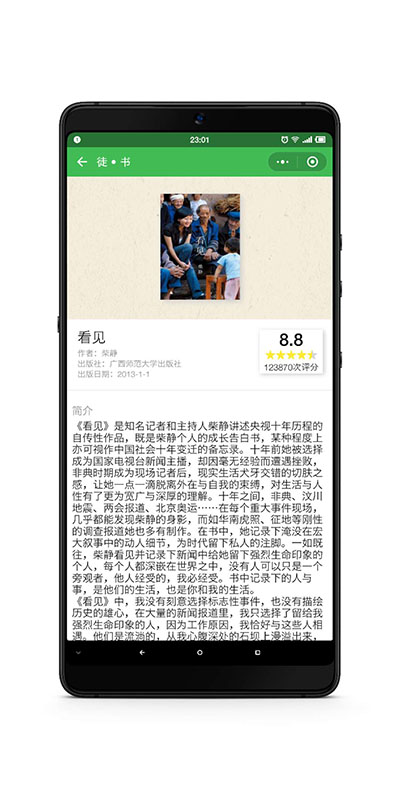 23:01
徒•书
看见
看见
作者：柴静
出版社：广西师范大学出版社
出版日期：2013-1-1
8.8
123870次评分
简介
《看见》是知名记者和主持人柴静讲述央视十年历程的
自传性作品，既是柴静个人的成长告白书，某种程度上
亦可视作中国社会十年变迁的备忘录。十年前她被选择
成为国家电视台新闻主播，却因毫无经验而遭遇挫败，
非典时期成为现场记者后，现实生活犬牙交错的切肤之
感，让她一点一滴脱离外在与自我的束缚，对生活与人
性有了更为宽广与深厚的理解。十年之间，非典、汶川
地震、两会报道、北京奥运……在每个重大事件现场，
几乎都能发现柴静的身影，而如华南虎照、征地等刚性
的调查报道她也多有制作。在书中，她记录下淹没在宏
大叙事中的动人细节，为时代留下私人的注脚。一如既
往，柴静看见并记录下新闻中给她留下强烈生命印象的
个人，每个人都深嵌在世界之中，没有人可以只是一个
旁观者，他人经受的，我必经受。书中记录下的人与
事，是他们的生活，也是你和我的生活。
《看见》中，我没有刻意选择标志性事件，也没有描绘
历史的雄心，在大量的新闻报道里，我只选择了留给我
强烈生命印象的人，因为工作原因，我恰好与这些人相
遇。他们是流淌的，从我心腹深处的石坝上漫溢出来，